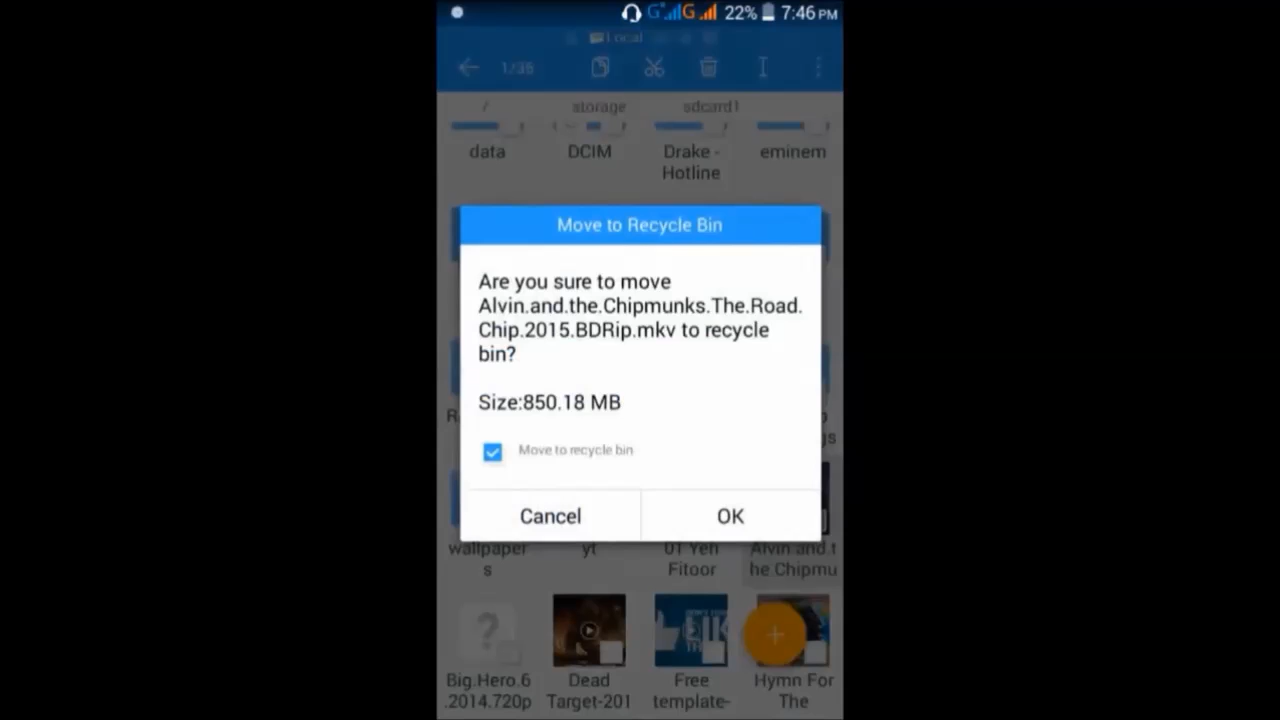 22% 7:46 PM
Local
1/35
/ storage sdcard1
data DCIM Drake - eminem
Hotline
Move to Recycle Bin
Are you sure to move
Alvin.and.the.Chipmunks.The.Road.
Chip.2015.BDRip.mkv to recycle
bin?
Size:850.18 MB
Move to recycle bin
Cancel OK
wallpaper yt 01 Yeh Alvin.and.t
s Fitoor he.Chipmu
Big.Hero.6 Dead Free Hymn For
.2014.720p Target-201 template- The